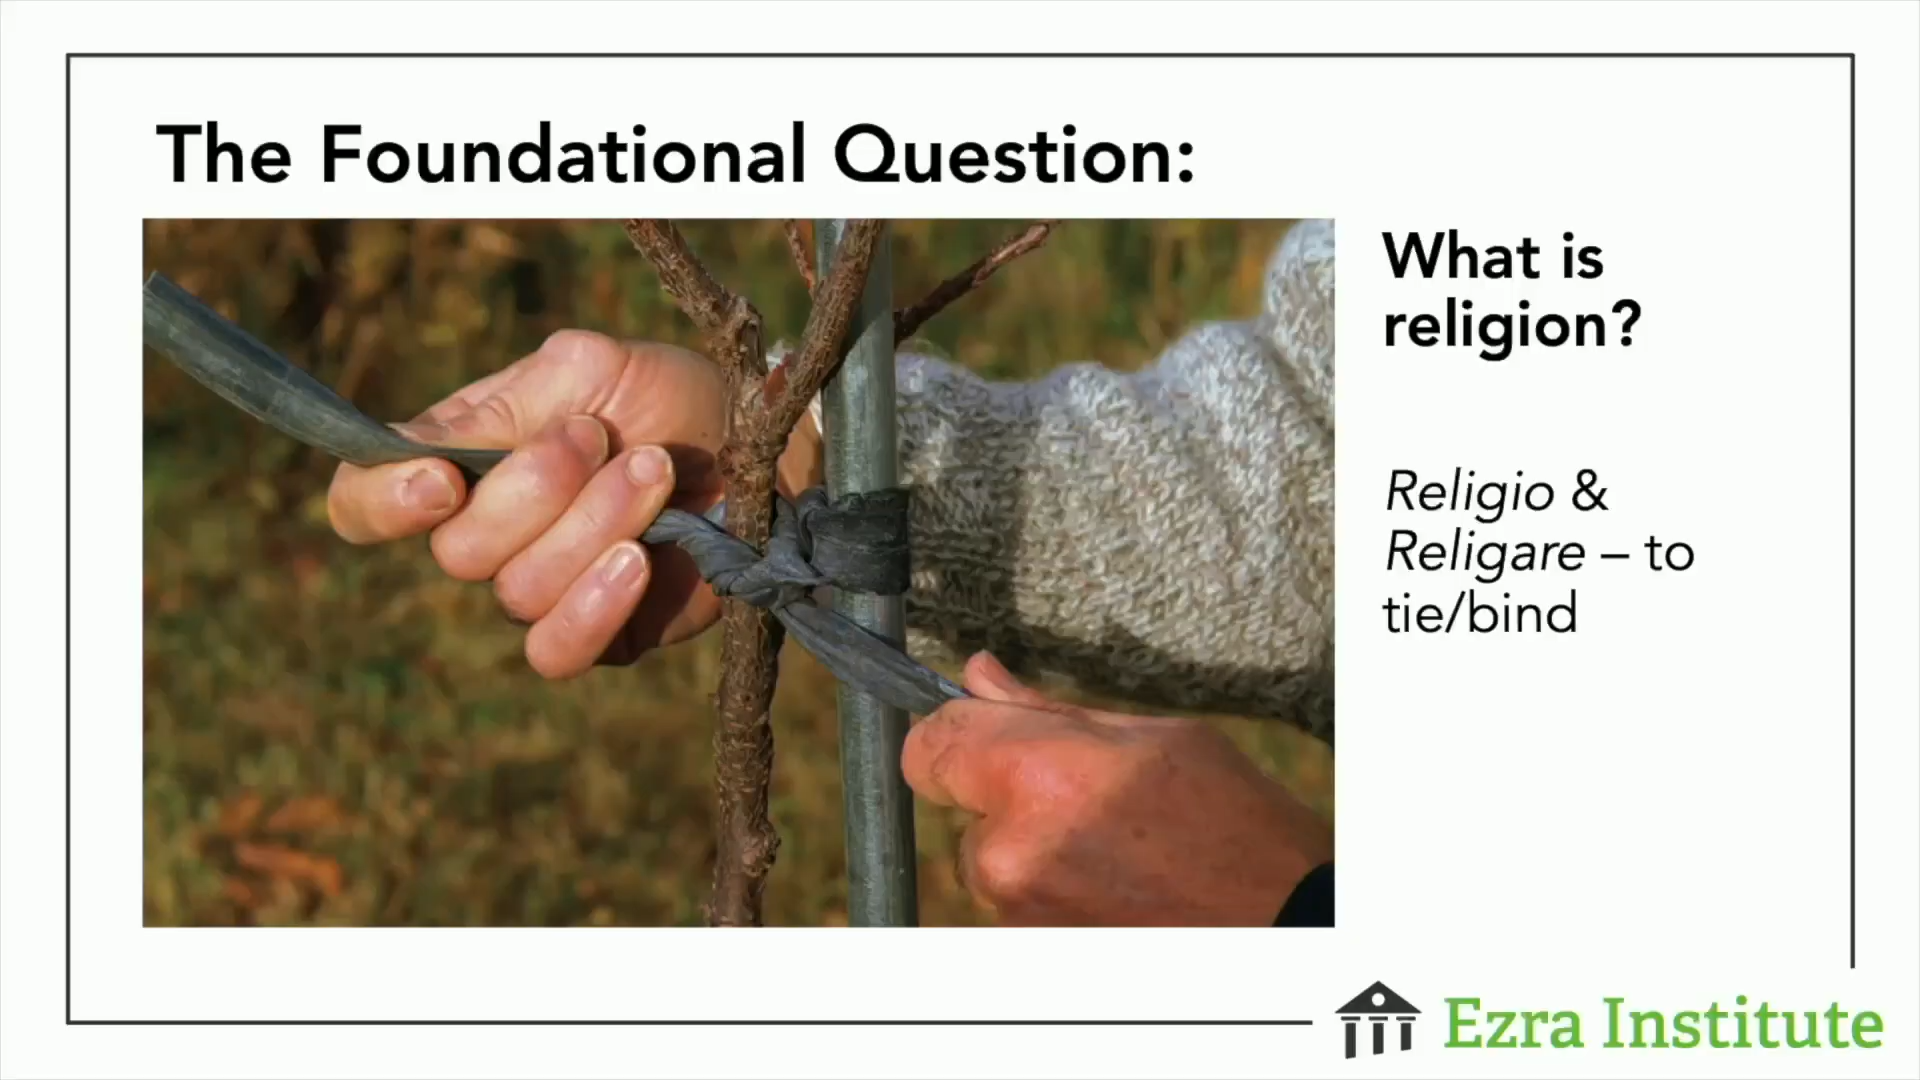 The Foundational Question:
What is
religion?
Religio &
Religare – to
tie/bind
Ezra Institute